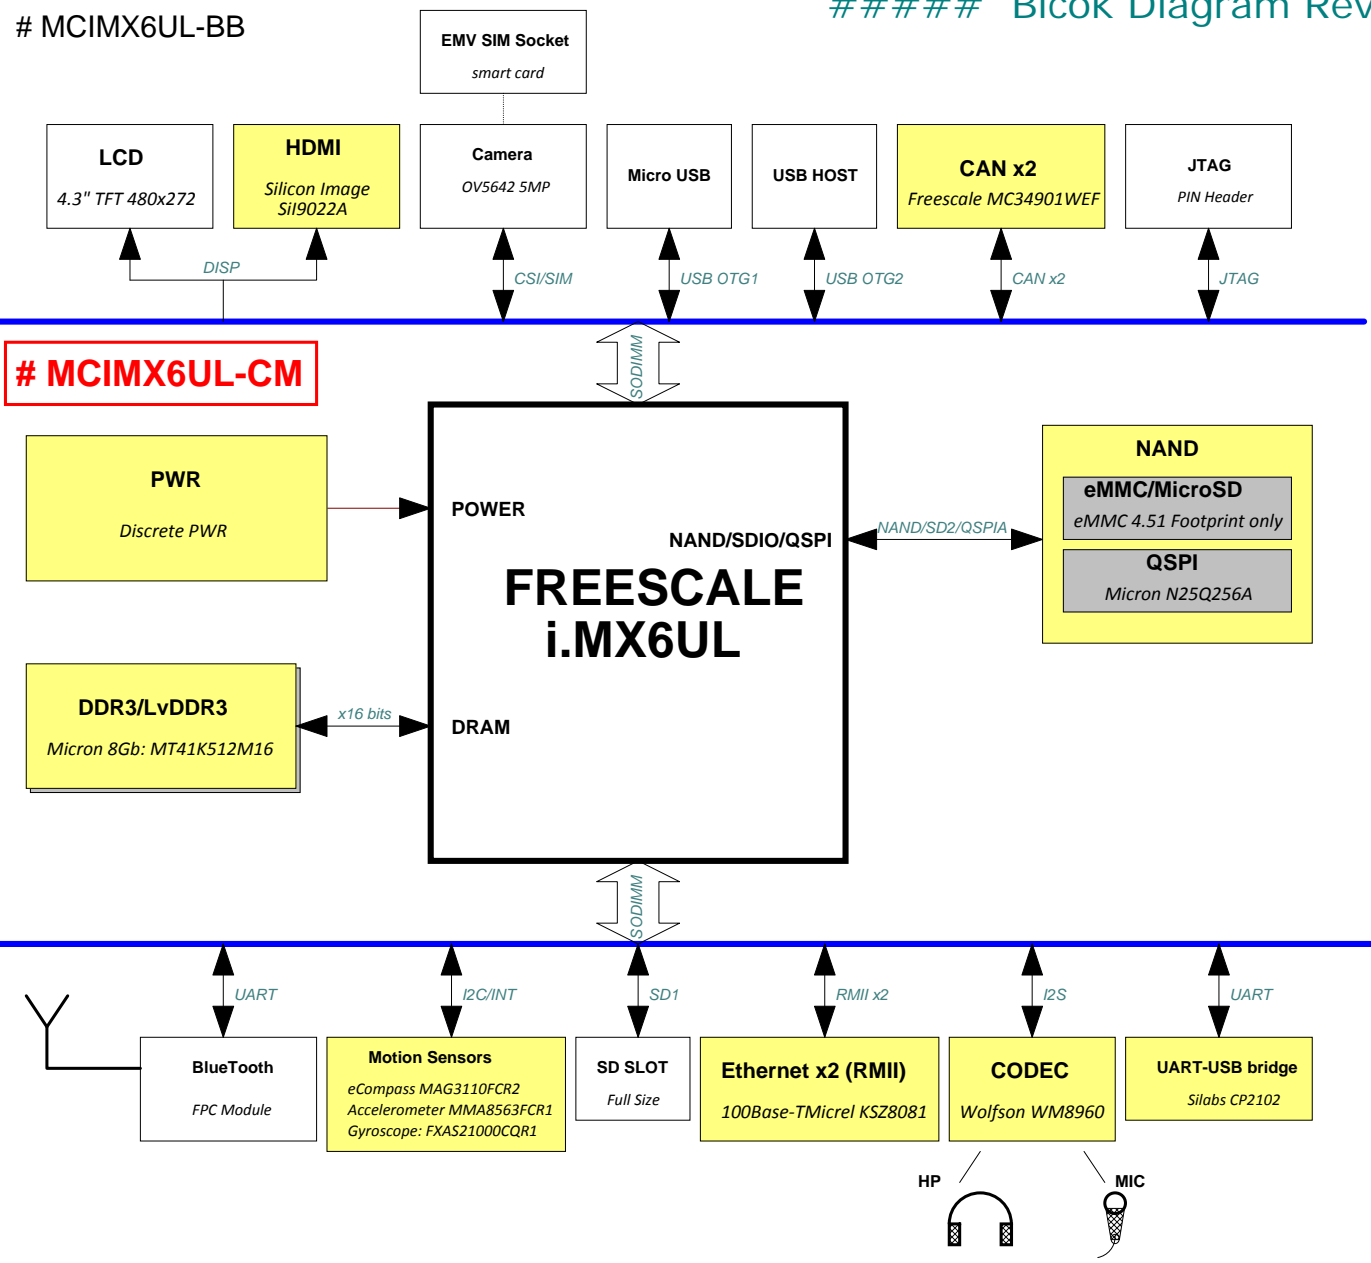 # MCIMX6UL-BB
##### Blcok Diagram Rev
EMV SIM Socket
smart card
LCD
4.3" TFT 480x272
HDMI
Silicon Image
SiI9022A
Camera
OV5642 5MP
Micro USB
USB HOST
CAN x2
Freescale MC34901WEF
JTAG
PIN Header
DISP
CSI/SIM
USB OTG1
USB OTG2
CAN x2
JTAG
SODIMM
# MCIMX6UL-CM
PWR
Discrete PWR
POWER
NAND/SDIO/QSPI
FREESCALE
i.MX6UL
NAND/SD2/QSPIA
NAND
eMMC/MicroSD
eMMC 4.51 Footprint only
QSPI
Micron N25Q256A
DDR3/LvDDR3
Micron 8Gb: MT41K512M16
x16 bits
DRAM
SODIMM
UART
I2C/INT
SD1
RMII x2
I2S
UART
BlueTooth
FPC Module
Motion Sensors
eCompass MAG3110FCR2
Accelerometer MMA8563FCR1
Gyroscope: FXAS21000CQR1
SD SLOT
Full Size
Ethernet x2 (RMII)
100Base-TMicrel KSZ8081
CODEC
Wolfson WM8960
UART-USB bridge
Silabs CP2102
HP
MIC